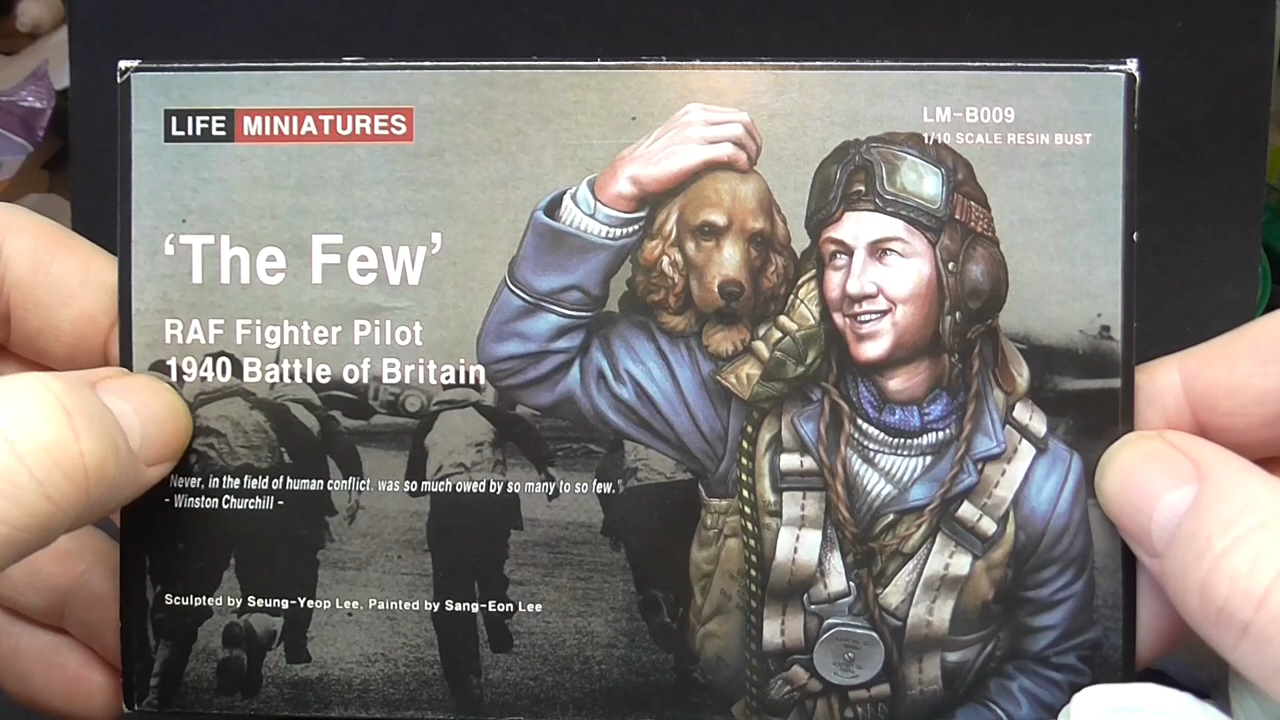 LIFE MINIATURES
LM-B009
1/10 SCALE RESIN BUST
‘The Few’
RAF Fighter Pilot
1940 Battle of Britain
"Never, in the field of human conflict. was so much owed by so many to so few."
- Winston Churchill -
Sculpted by Seung-Yeop Lee, Painted by Sang-Eon Lee